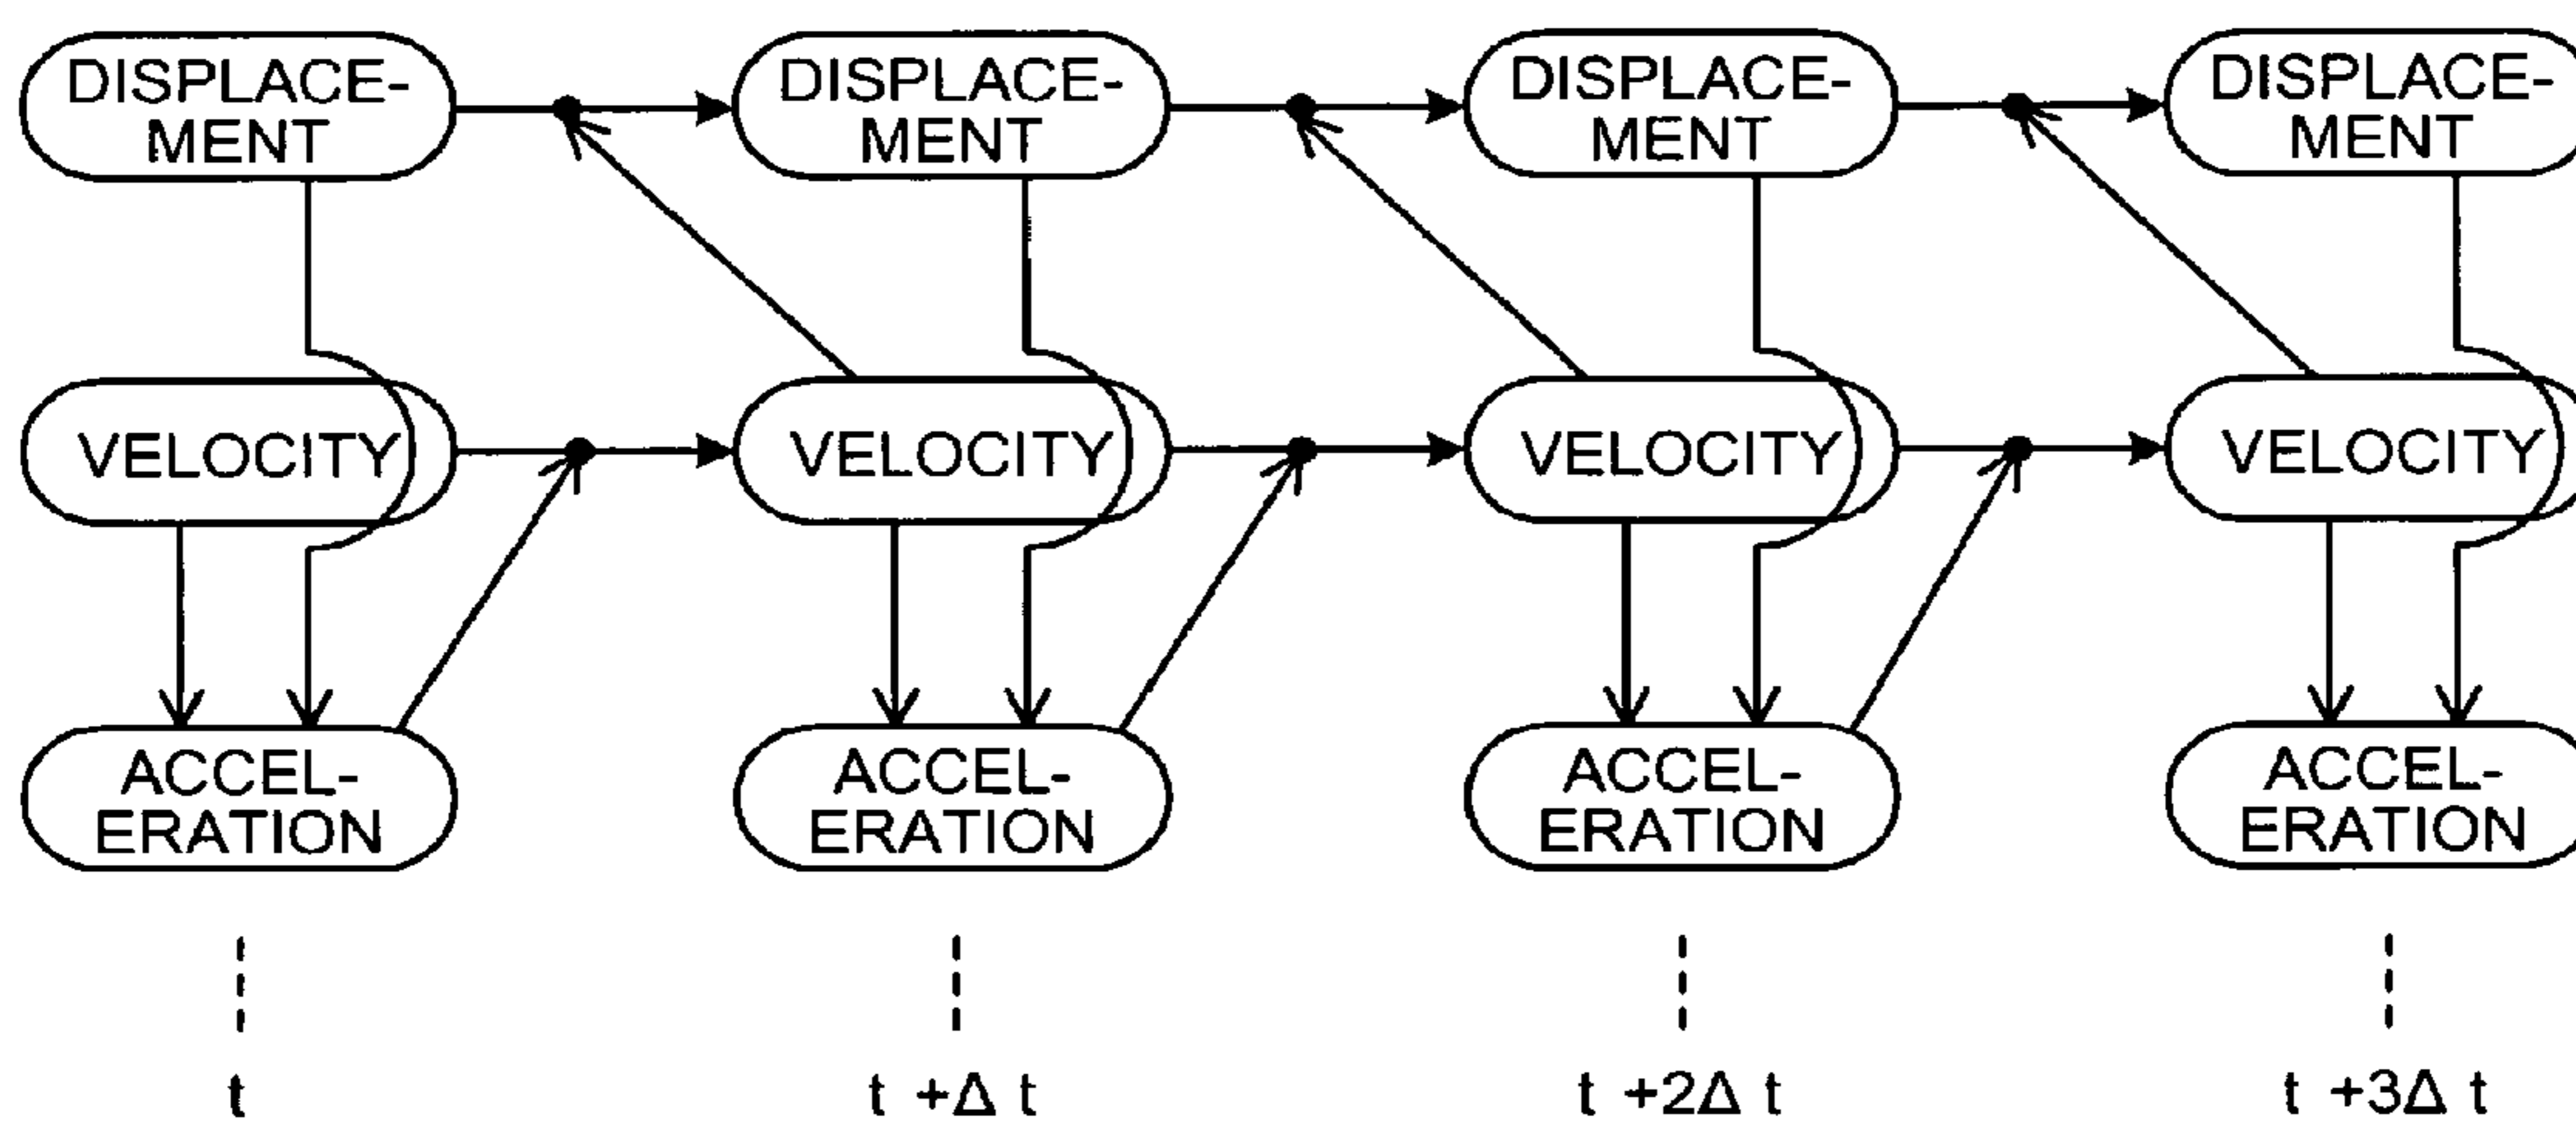 DISPLACE-
MENT
DISPLACE-
MENT
DISPLACE-
MENT
DISPLACE-
MENT
VELOCITY
VELOCITY
VELOCITY
VELOCITY
ACCEL-
ERATION
ACCEL-
ERATION
ACCEL-
ERATION
ACCEL-
ERATION
t
t +Δ t
t +2Δ t
t +3Δ t